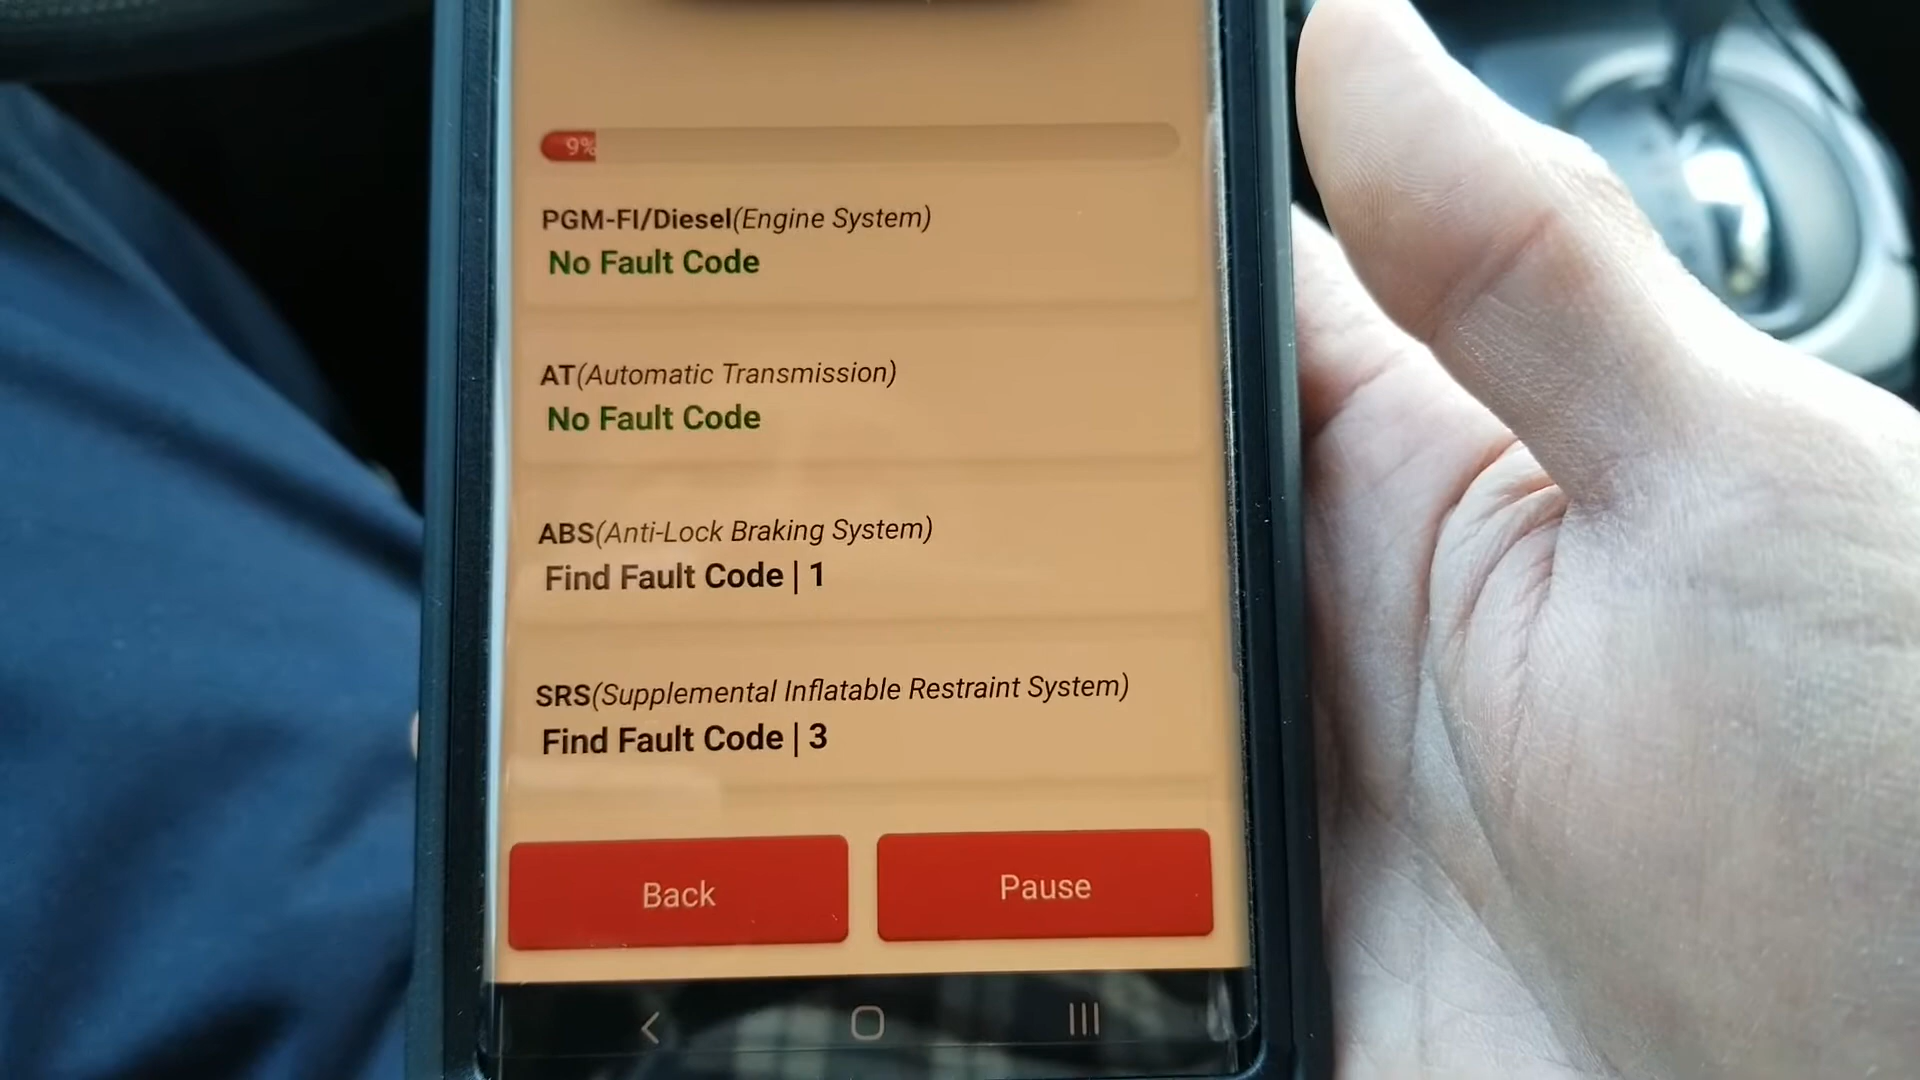 9%
PGM-FI/Diesel(Engine System)
No Fault Code
AT(Automatic Transmission)
No Fault Code
ABS(Anti-Lock Braking System)
Find Fault Code | 1
SRS(Supplemental Inflatable Restraint System)
Find Fault Code | 3
Back
Pause